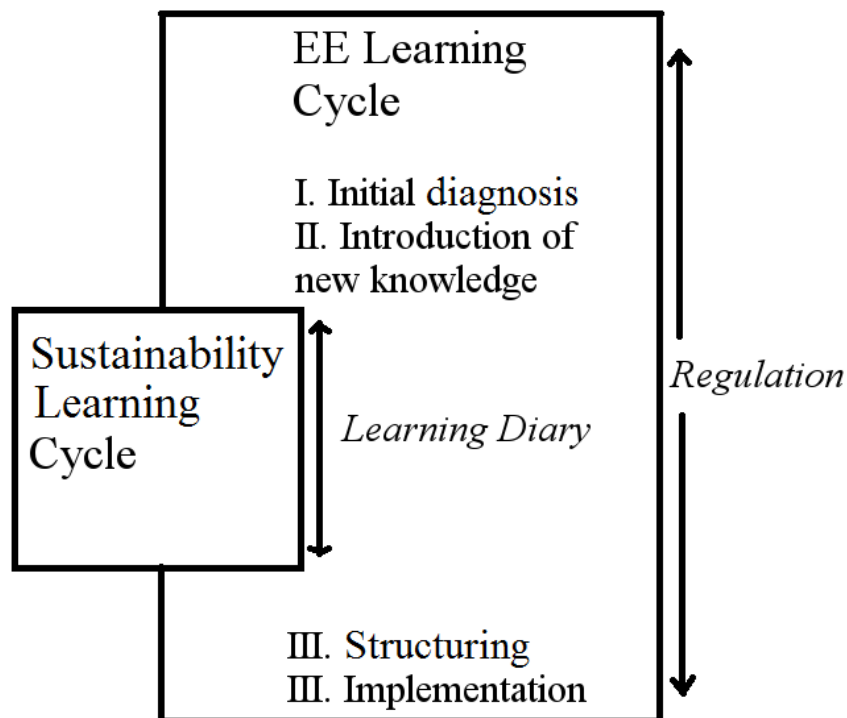 EE Learning
Cycle
I. Initial diagnosis
II. Introduction of
new knowledge
Sustainability
Learning
Cycle
Learning Diary
Regulation
III. Structuring
III. Implementation